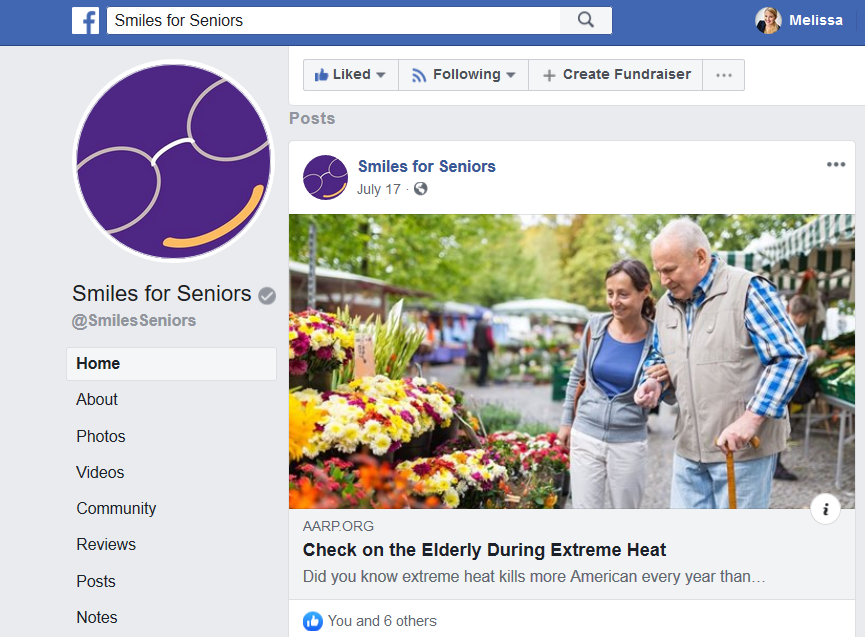 Smiles for Seniors
Melissa
Liked
Following
Create Fundraiser
Posts
Smiles for Seniors
July 17 ·
AARP.ORG
Check on the Elderly During Extreme Heat
Did you know extreme heat kills more American every year than…
You and 6 others
Smiles for Seniors
@SmilesSeniors
Home
About
Photos
Videos
Community
Reviews
Posts
Notes